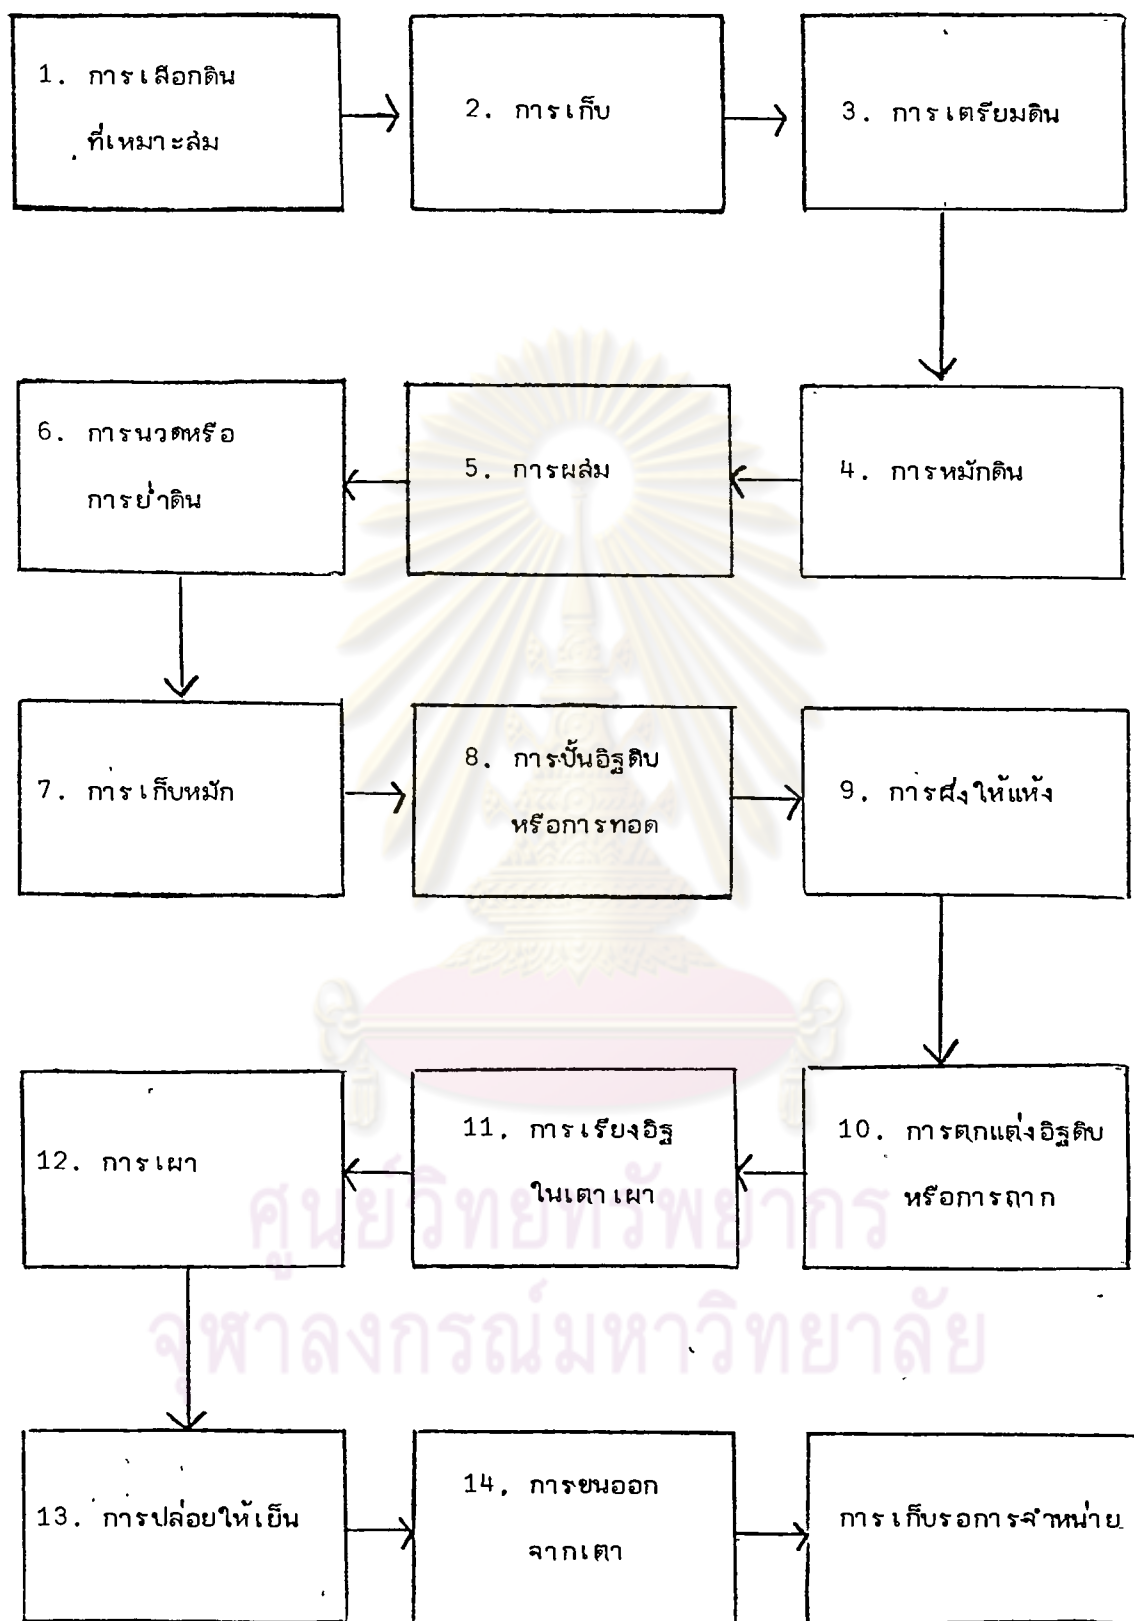 1. การเลือกดิน
ที่เหมาะสม
2. การเก็บ
3. การเตรียมดิน
4. การหมักดิน
5. การผสม
6. การนวดหรือ
การย่ำดิน
7. การเก็บหมัก
8. การปั้นอิฐดิบ
หรือการทอด
9. การผึ่งให้แห้ง
10. การตกแต่งอิฐดิบ
หรือการถาก
11. การเรียงอิฐ
ในเตาเผา
12. การเผา
13. การปล่อยให้เย็น
14. การขนออก
จากเตา
การเก็บรอการจำหน่าย
ศูนย์วิทยทรัพยากร
จุฬาลงกรณ์มหาวิทยาลัย